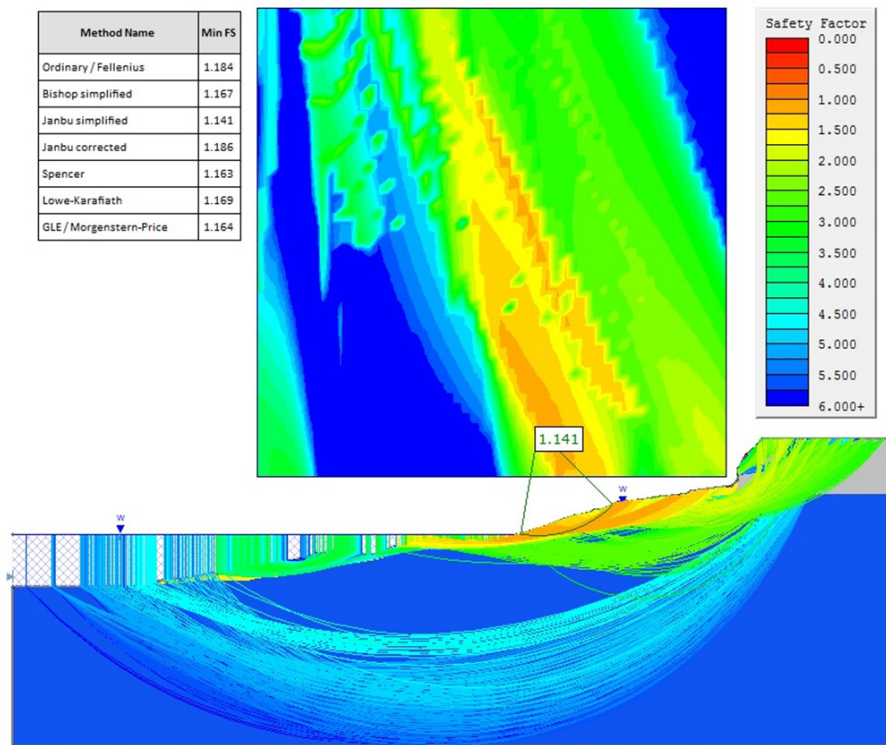 Method Name Min FS
Ordinary / Fellenius 1.184
Bishop simplified 1.167
Janbu simplified 1.141
Janbu corrected 1.186
Spencer 1.163
Lowe-Karafiath 1.169
GLE / Morgenstern-Price 1.164
Safety Factor
0.000
0.500
1.000
1.500
2.000
2.500
3.000
3.500
4.000
4.500
5.000
5.500
6.000+
1.141
W
W